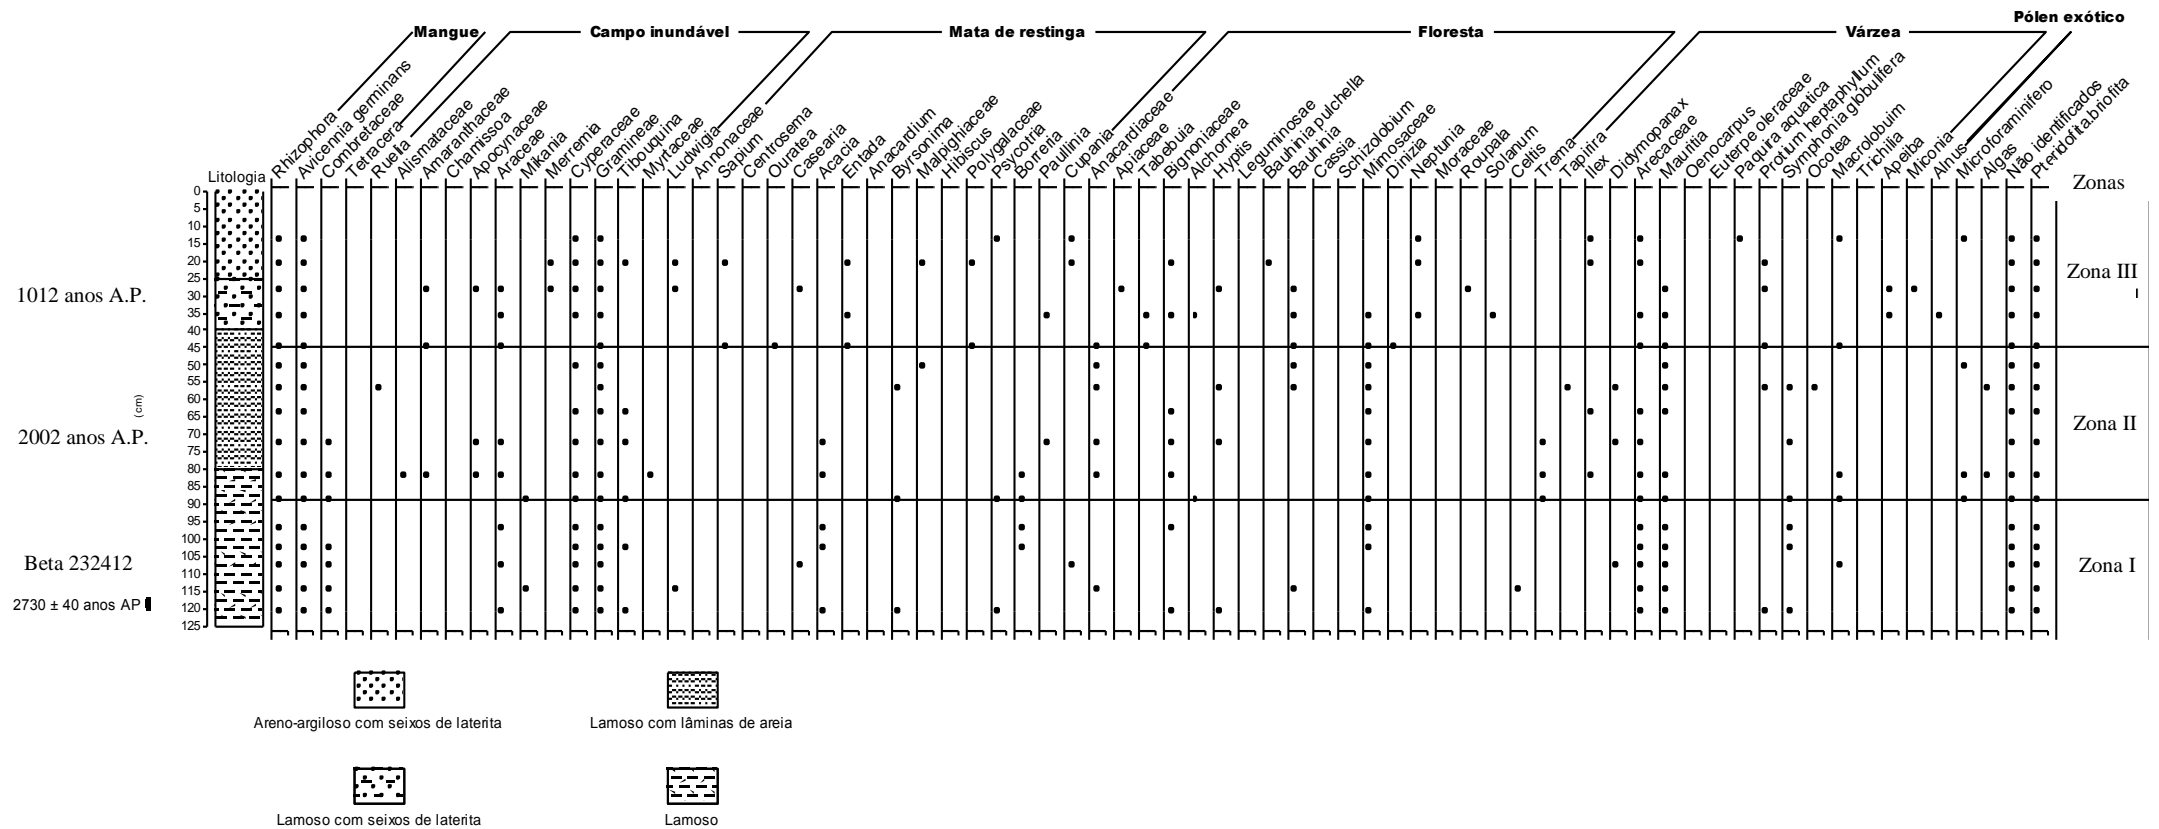 Pólen exótico
Mangue
Campo inundável
Mata de restinga
Floresta
Várzea
Litologia
Rhizophora
Avicennia germinans
Combretaceae
Tetracera
Ruellia
Alismataceae
Amaranthaceae
Chamissoa
Apocynaceae
Araceae
Mikania
Merremia
Cyperaceae
Gramineae
Tibouquina
Myrtaceae
Ludwigia
Annonaceae
Sapium
Centrosema
Ouratea
Casearia
Acacia
Entada
Anacardium
Byrsonima
Malpighiaceae
Hibiscus
Polygalaceae
Psycotria
Borreria
Paullinia
Cupania
Anacardiaceae
Apiaceae
Tabebuia
Bignoniaceae
Alchornea
Hyptis
Leguminosae
Bauhinia pulchella
Bauhinia
Cassia
Schizolobium
Mimosaceae
Dinizia
Neptunia
Moraceae
Roupala
Solanum
Celtis
Trema
Tapirira
Ilex
Didymopanax
Arecaceae
Mauritia
Oenocarpus
Euterpe oleraceae
Paquira aquatica
Protium heptaphyllum
Symphonia globulifera
Ocotea
Macrolobuim
Trichilia
Apeiba
Miconia
Alnus
Microforaminifero
Algas
Não identificados
Pteridofita.briofita
Zonas
0
5
10
15
20
25
30
35
40
45
50
55
60
65
70
75
80
85
90
95
100
105
110
115
120
125
(cm)
1012 anos A.P.
2002 anos A.P.
Beta 232412
2730 ± 40 anos AP
Zona III
Zona II
Zona I
Areno-argiloso com seixos de laterita
Lamoso com lâminas de areia
Lamoso com seixos de laterita
Lamoso